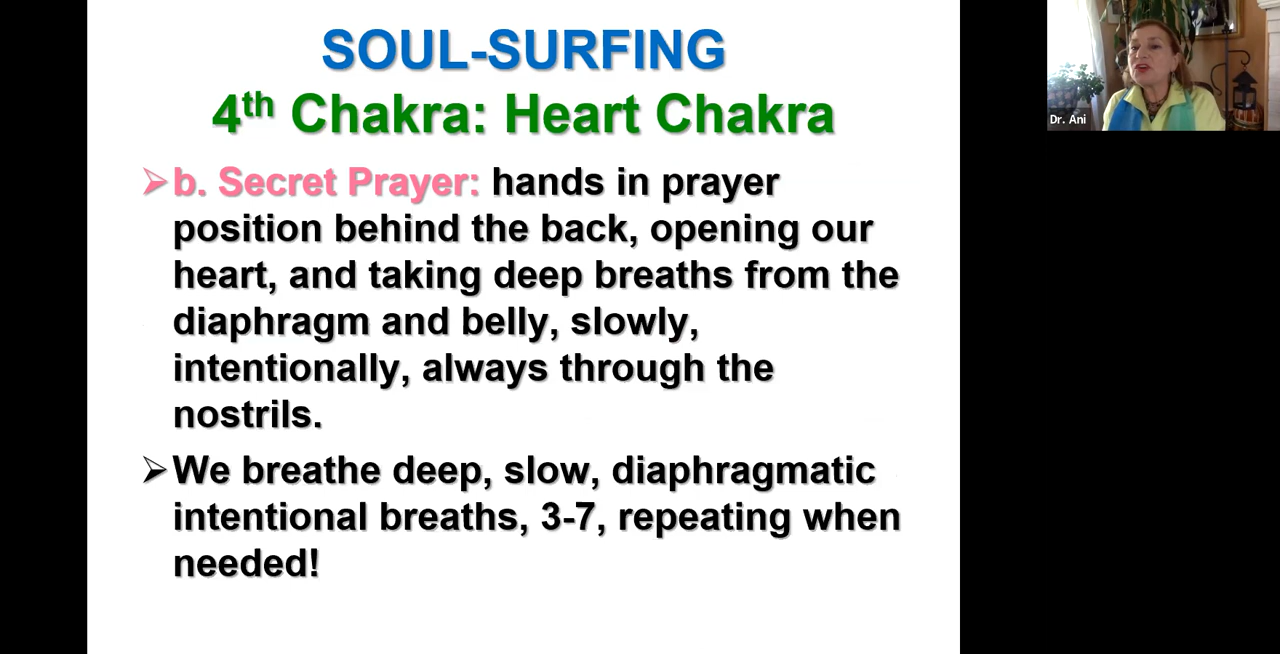 SOUL-SURFING
4th Chakra: Heart Chakra
➢b. Secret Prayer: hands in prayer
position behind the back, opening our
heart, and taking deep breaths from the
diaphragm and belly, slowly,
intentionally, always through the
nostrils.
➢We breathe deep, slow, diaphragmatic
intentional breaths, 3-7, repeating when
needed!
Dr. Ani